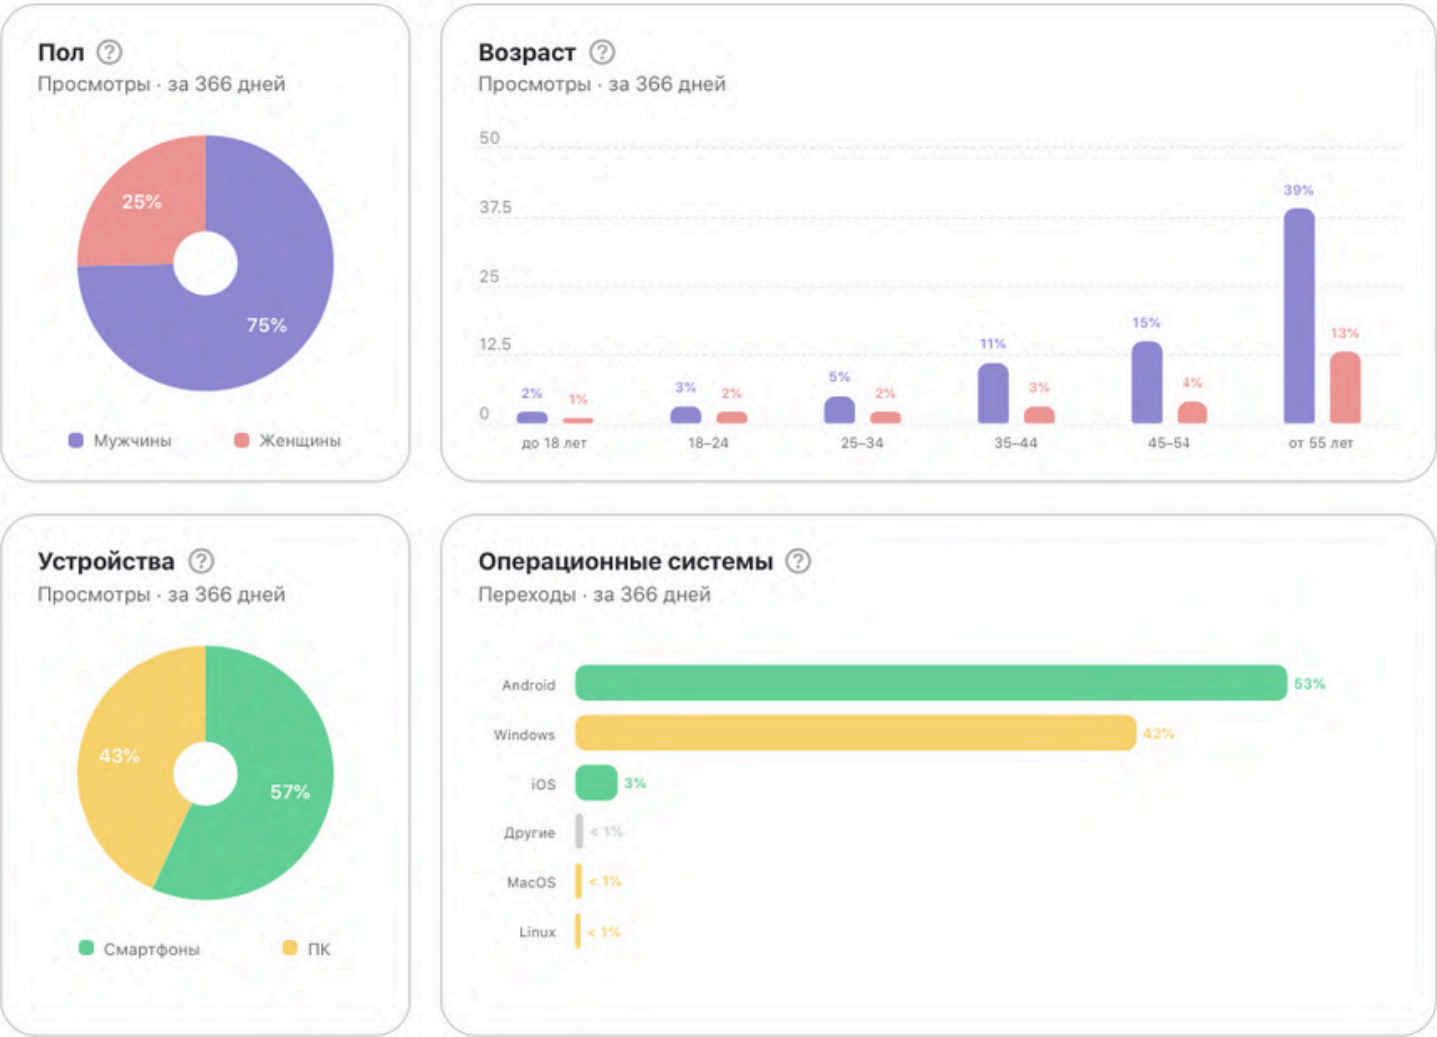 Пол ?
Просмотры · за 366 дней
25%
75%
Мужчины Женщины
Возраст ?
Просмотры · за 366 дней
50
37.5
25
12.5
0
2% 1% 3% 2% 5% 2% 11% 3% 15% 4% 39% 13%
до 18 лет 18–24 25–34 35–44 45–54 от 55 лет
Устройства ?
Просмотры · за 366 дней
43%
57%
Смартфоны ПК
Операционные системы ?
Переходы · за 366 дней
Android 53%
Windows 42%
iOS 3%
Другие < 1%
MacOS < 1%
Linux < 1%